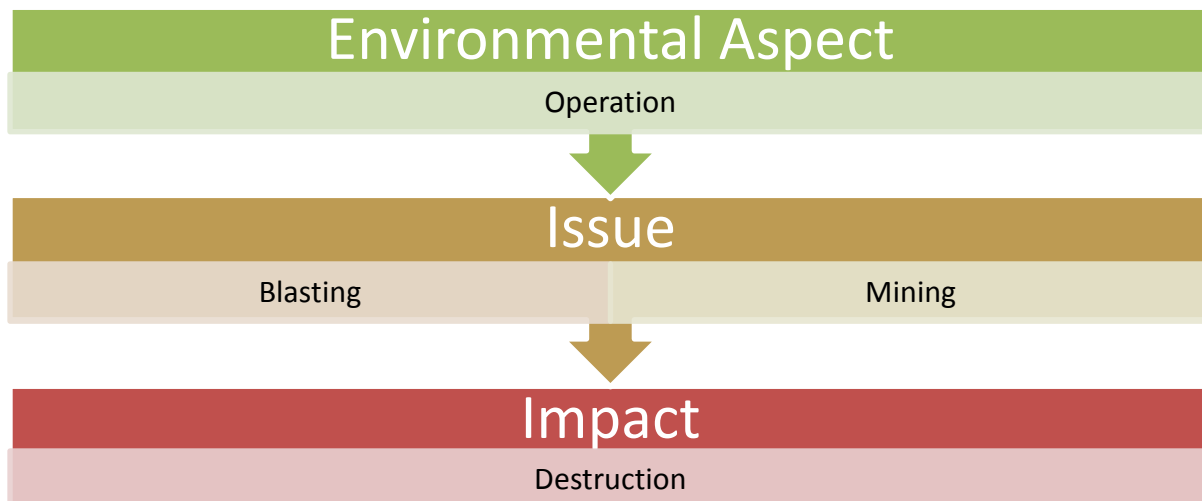 Environmental Aspect
Operation
Issue
Blasting Mining
Impact
Destruction